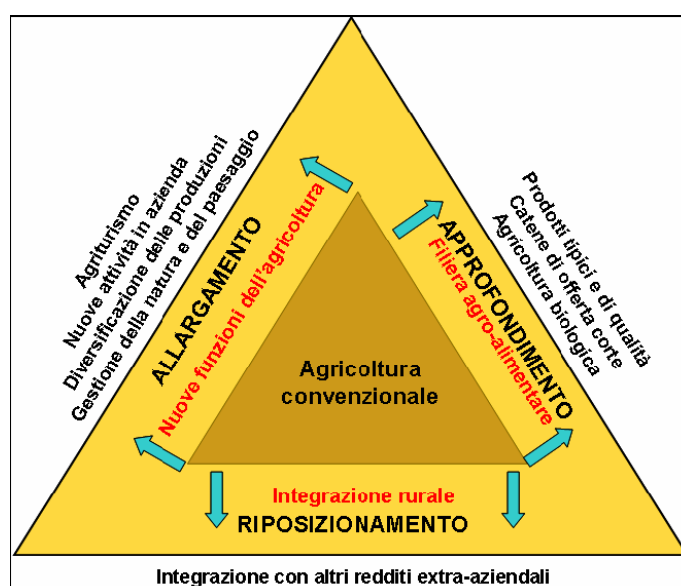 Agriturismo
Nuove attività in azienda
Diversificazione delle produzioni
Gestione della natura e del paesaggio
ALLARGAMENTO
Nuove funzioni dell'agricoltura
Agricoltura
convenzionale
Prodotti tipici e di qualità
Catene di offerta corte
Agricoltura biologica
APPROFONDIMENTO
Filiera agro-alimentare
Integrazione rurale
RIPOSIZIONAMENTO
Integrazione con altri redditi extra-aziendali